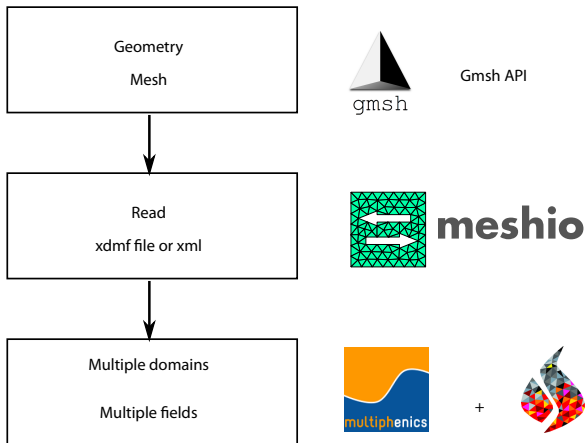 Geometry
Mesh
gmsh
Gmsh API
Read
xdmf file or xml
meshio
Multiple domains
Multiple fields
multiphenics
+